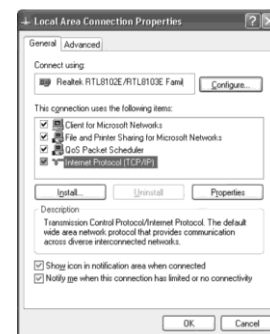 Local Area Connection Properties
General Advanced
Connect using:
Realtek RTL8102E/RTL8103E Famil
Configure...
This connection uses the following items:
Client for Microsoft Networks
File and Printer Sharing for Microsoft Networks
QoS Packet Scheduler
Internet Protocol (TCP/IP)
Install... Uninstall Properties
Description
Transmission Control Protocol/Internet Protocol. The default
wide area network protocol that provides communication
across diverse interconnected networks.
Show icon in notification area when connected
Notify me when this connection has limited or no connectivity
OK Cancel